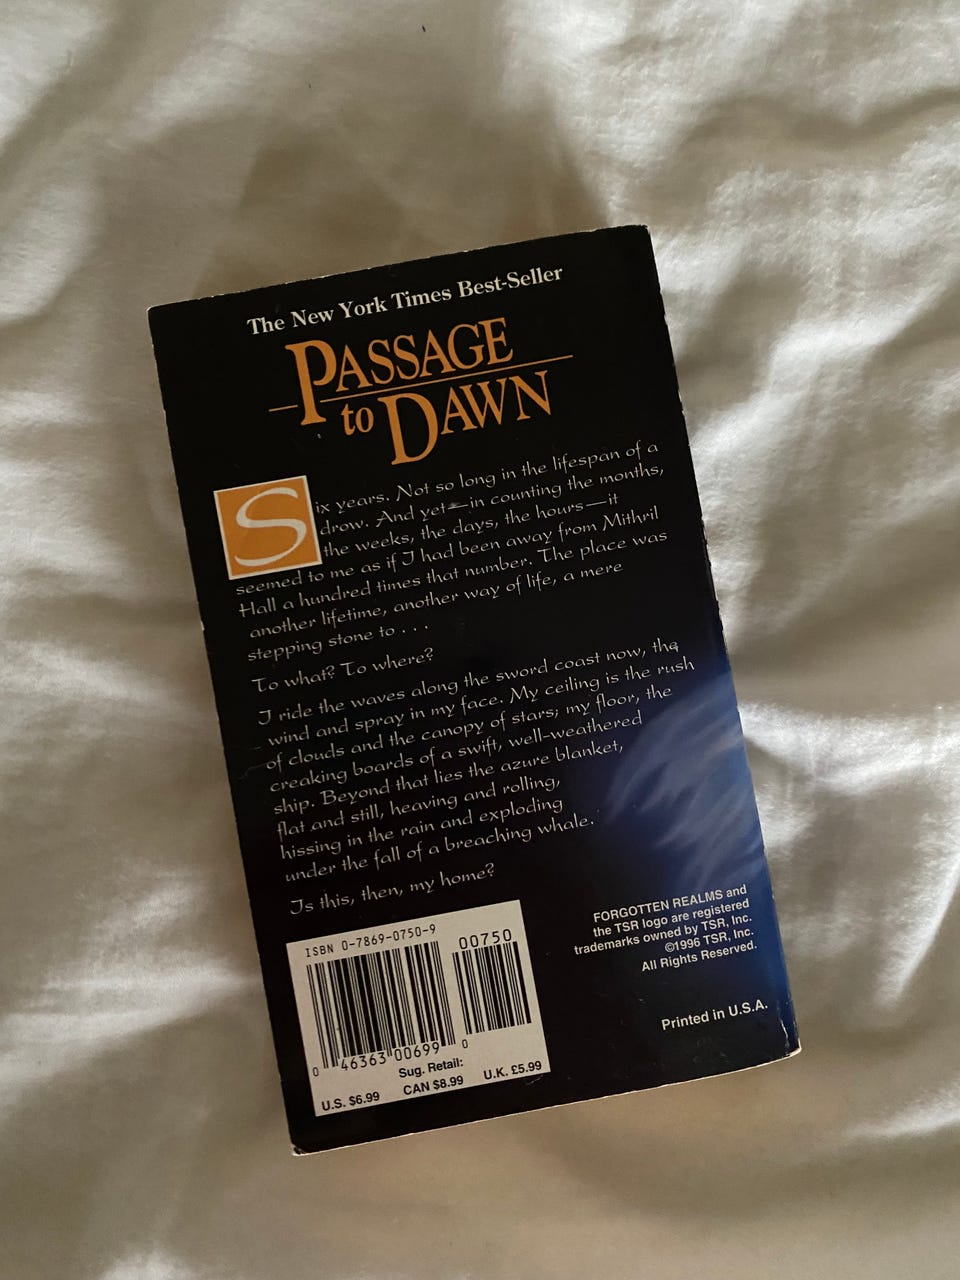 The New York Times Best-Seller
PASSAGE
to DAWN
Six years. Not so long in the lifespan of a
drow. And yet—in counting the months,
the weeks, the days, the hours—it
seemed to me as if I had been away from Mithril
Hall a hundred times that number. The place was
another lifetime, another way of life, a mere
stepping stone to . . .
To what? To where?
I ride the waves along the sword coast now, the
wind and spray in my face. My ceiling is the rush
of clouds and the canopy of stars; my floor, the
creaking boards of a swift, well-weathered
ship. Beyond that lies the azure blanket,
flat and still, heaving and rolling,
hissing in the rain and exploding
under the fall of a breaching whale.
Is this, then, my home?
FORGOTTEN REALMS and
the TSR logo are registered
trademarks owned by TSR, Inc.
©1996 TSR, Inc.
All Rights Reserved.
Printed in U.S.A.
ISBN 0-7869-0750-9
00750
0 46363 00699 0
Sug. Retail:
U.S. $6.99 CAN $8.99 U.K. £5.99